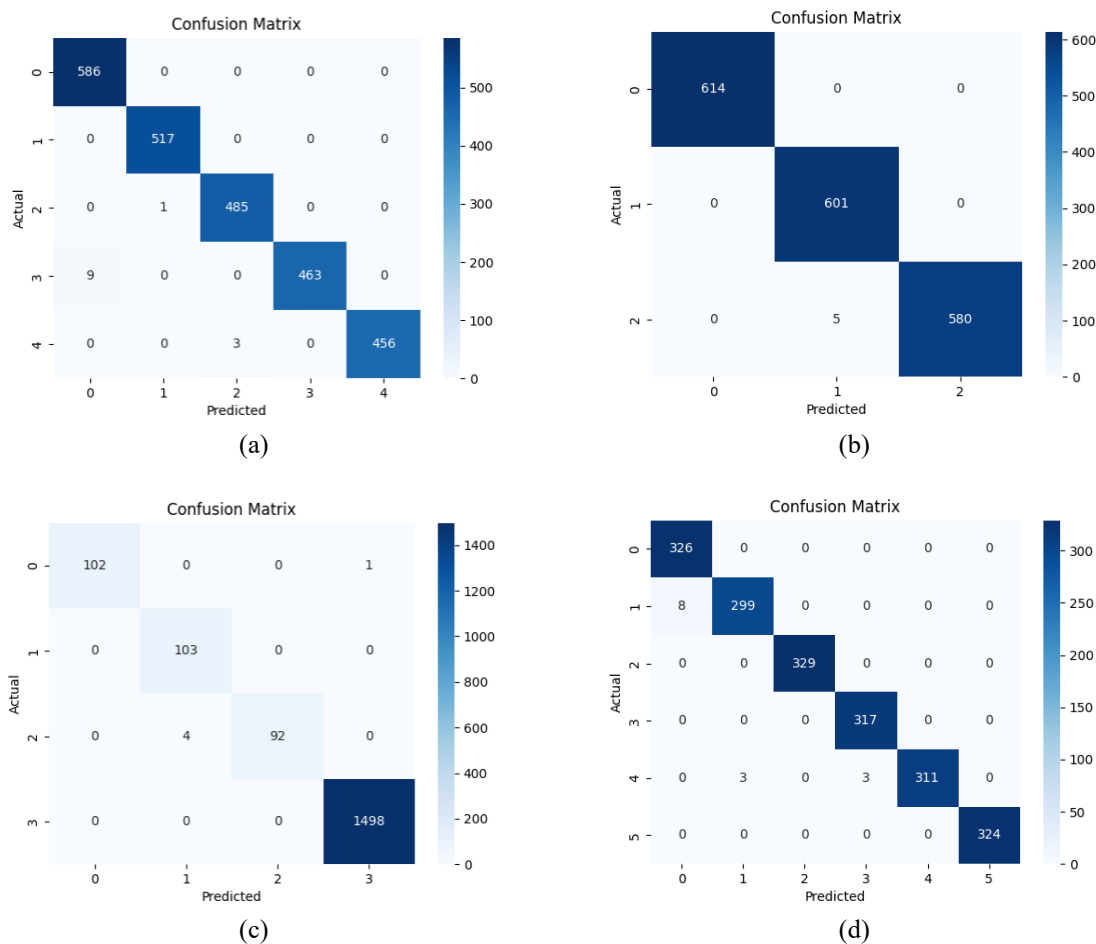 Confusion Matrix
0 586 0 0 0 0
1 0 517 0 0 0
2 0 1 485 0 0
3 9 0 0 463 0
4 0 0 3 0 456
0 1 2 3 4
Predicted
Actual
500
400
300
200
100
0
(a)
Confusion Matrix
0 614 0 0
1 0 601 0
2 0 5 580
0 1 2
Predicted
Actual
600
500
400
300
200
100
0
(b)
Confusion Matrix
0 102 0 0 1
1 0 103 0 0
2 0 4 92 0
3 0 0 0 1498
0 1 2 3
Predicted
Actual
1400
1200
1000
800
600
400
200
0
(c)
Confusion Matrix
0 326 0 0 0 0 0
1 8 299 0 0 0 0
2 0 0 329 0 0 0
3 0 0 0 317 0 0
4 0 3 0 3 311 0
5 0 0 0 0 0 324
0 1 2 3 4 5
Predicted
Actual
300
250
200
150
100
50
0
(d)